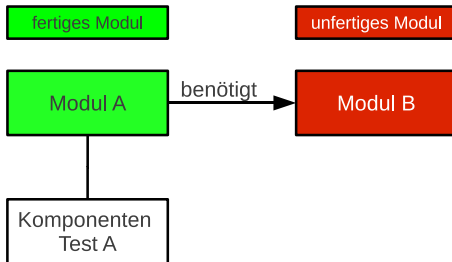 fertiges Modul
unfertiges Modul
Modul A
benötigt
Modul B
Komponenten
Test A